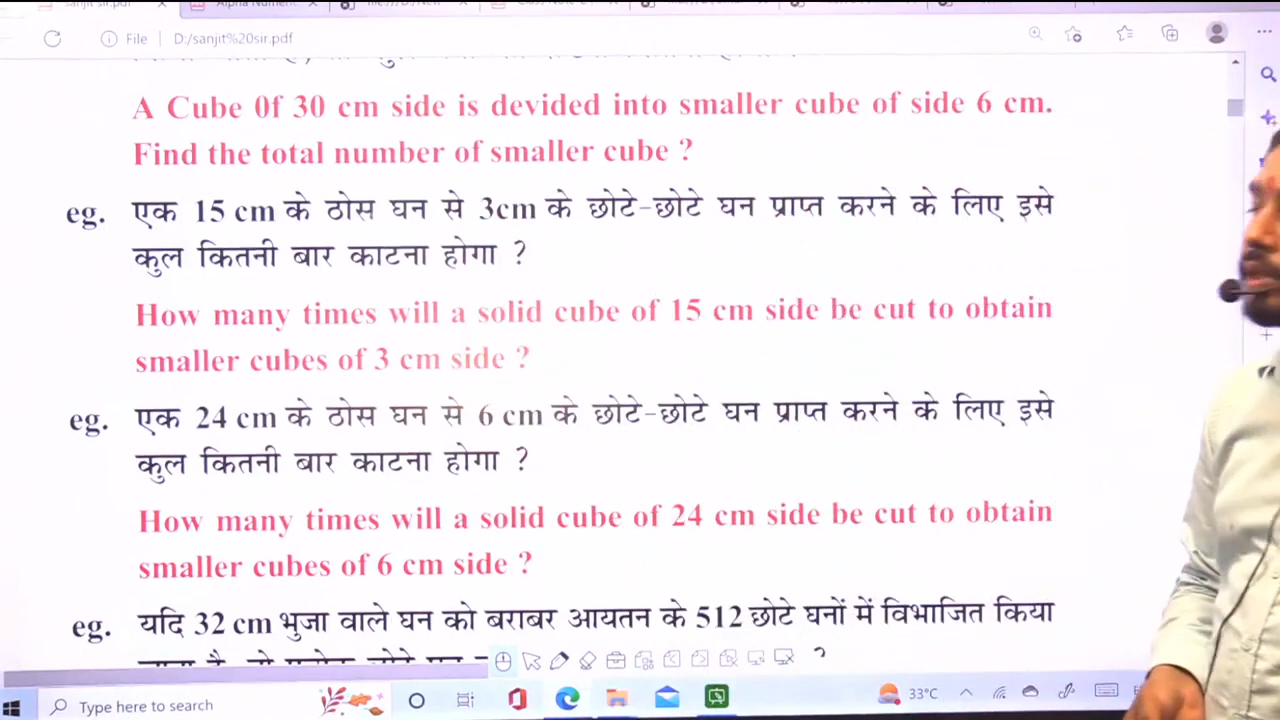 sanjit sir.pdf
File
D:/sanjit%20sir.pdf
A Cube 0f 30 cm side is devided into smaller cube of side 6 cm.
Find the total number of smaller cube ?
eg. एक 15 cm के ठोस घन से 3cm के छोटे-छोटे घन प्राप्त करने के लिए इसे
कुल कितनी बार काटना होगा ?
How many times will a solid cube of 15 cm side be cut to obtain
smaller cubes of 3 cm side ?
eg. एक 24 cm के ठोस घन से 6 cm के छोटे-छोटे घन प्राप्त करने के लिए इसे
कुल कितनी बार काटना होगा ?
How many times will a solid cube of 24 cm side be cut to obtain
smaller cubes of 6 cm side ?
eg. यदि 32 cm भुजा वाले घन को बराबर आयतन के 512 छोटे घनों में विभाजित किया
Type here to search
33°C